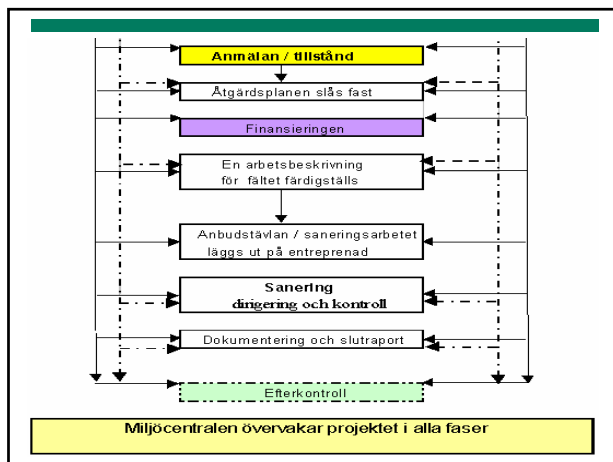 Anmälan / tillstånd
Åtgärdsplanen slås fast
Finansieringen
En arbetsbeskrivning
för fältet färdigställs
Anbudstävlan / saneringsarbetet
läggs ut på entreprenad
Sanering
dirigering och kontroll
Dokumentering och slutraport
Efterkontroll
Miljöcentralen övervakar projektet i alla faser